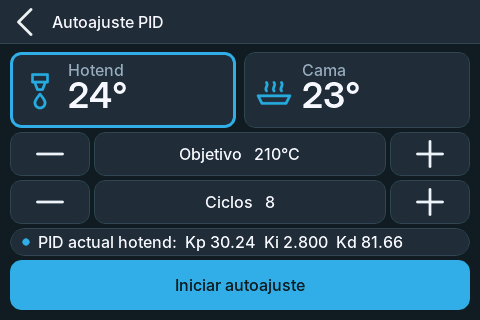 Autoajuste PID
Hotend
24°
Cama
23°
Objetivo 210°C
Ciclos 8
PID actual hotend: Kp 30.24 Ki 2.800 Kd 81.66
Iniciar autoajuste